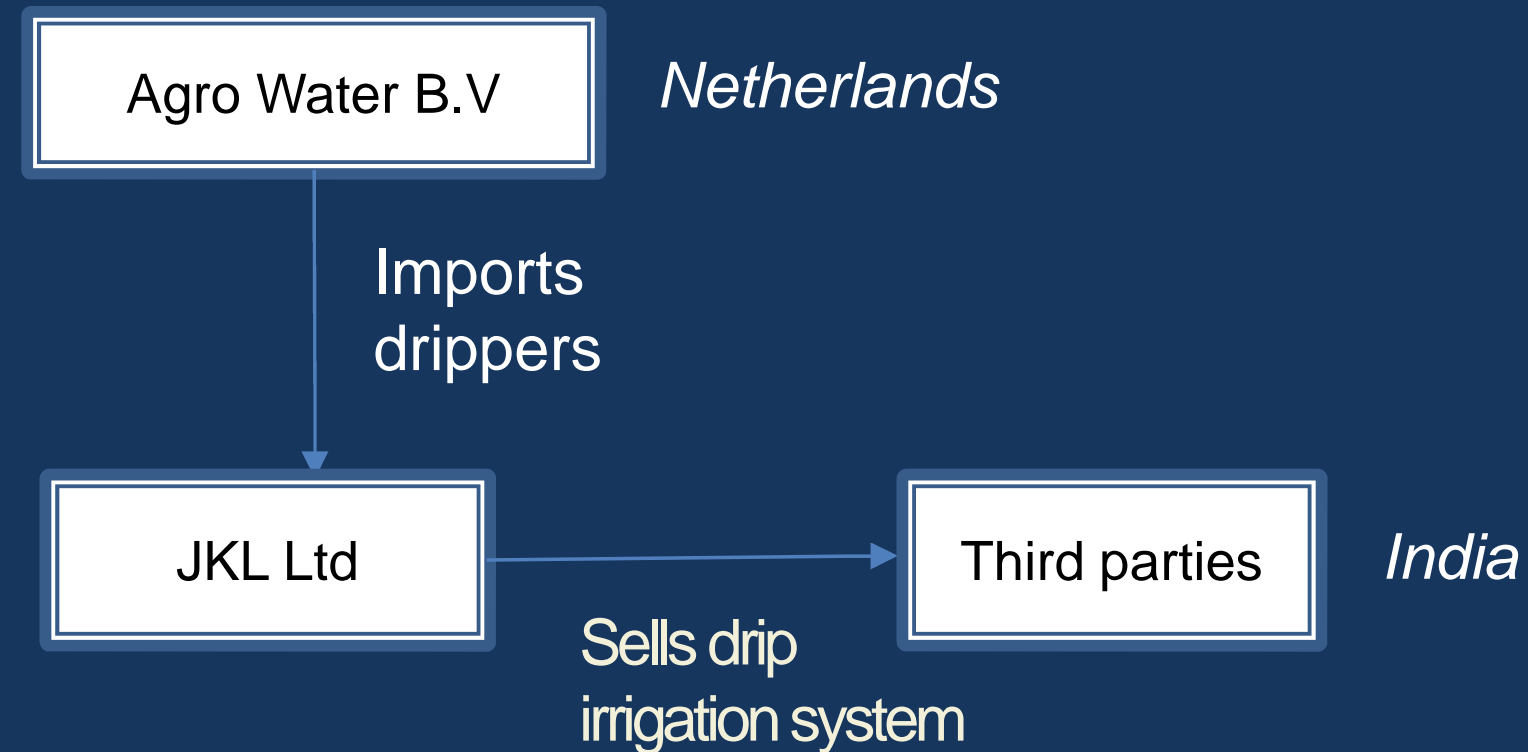 Agro Water B.V
Netherlands
Imports
drippers
JKL Ltd
Third parties
India
Sells drip
irrigation system